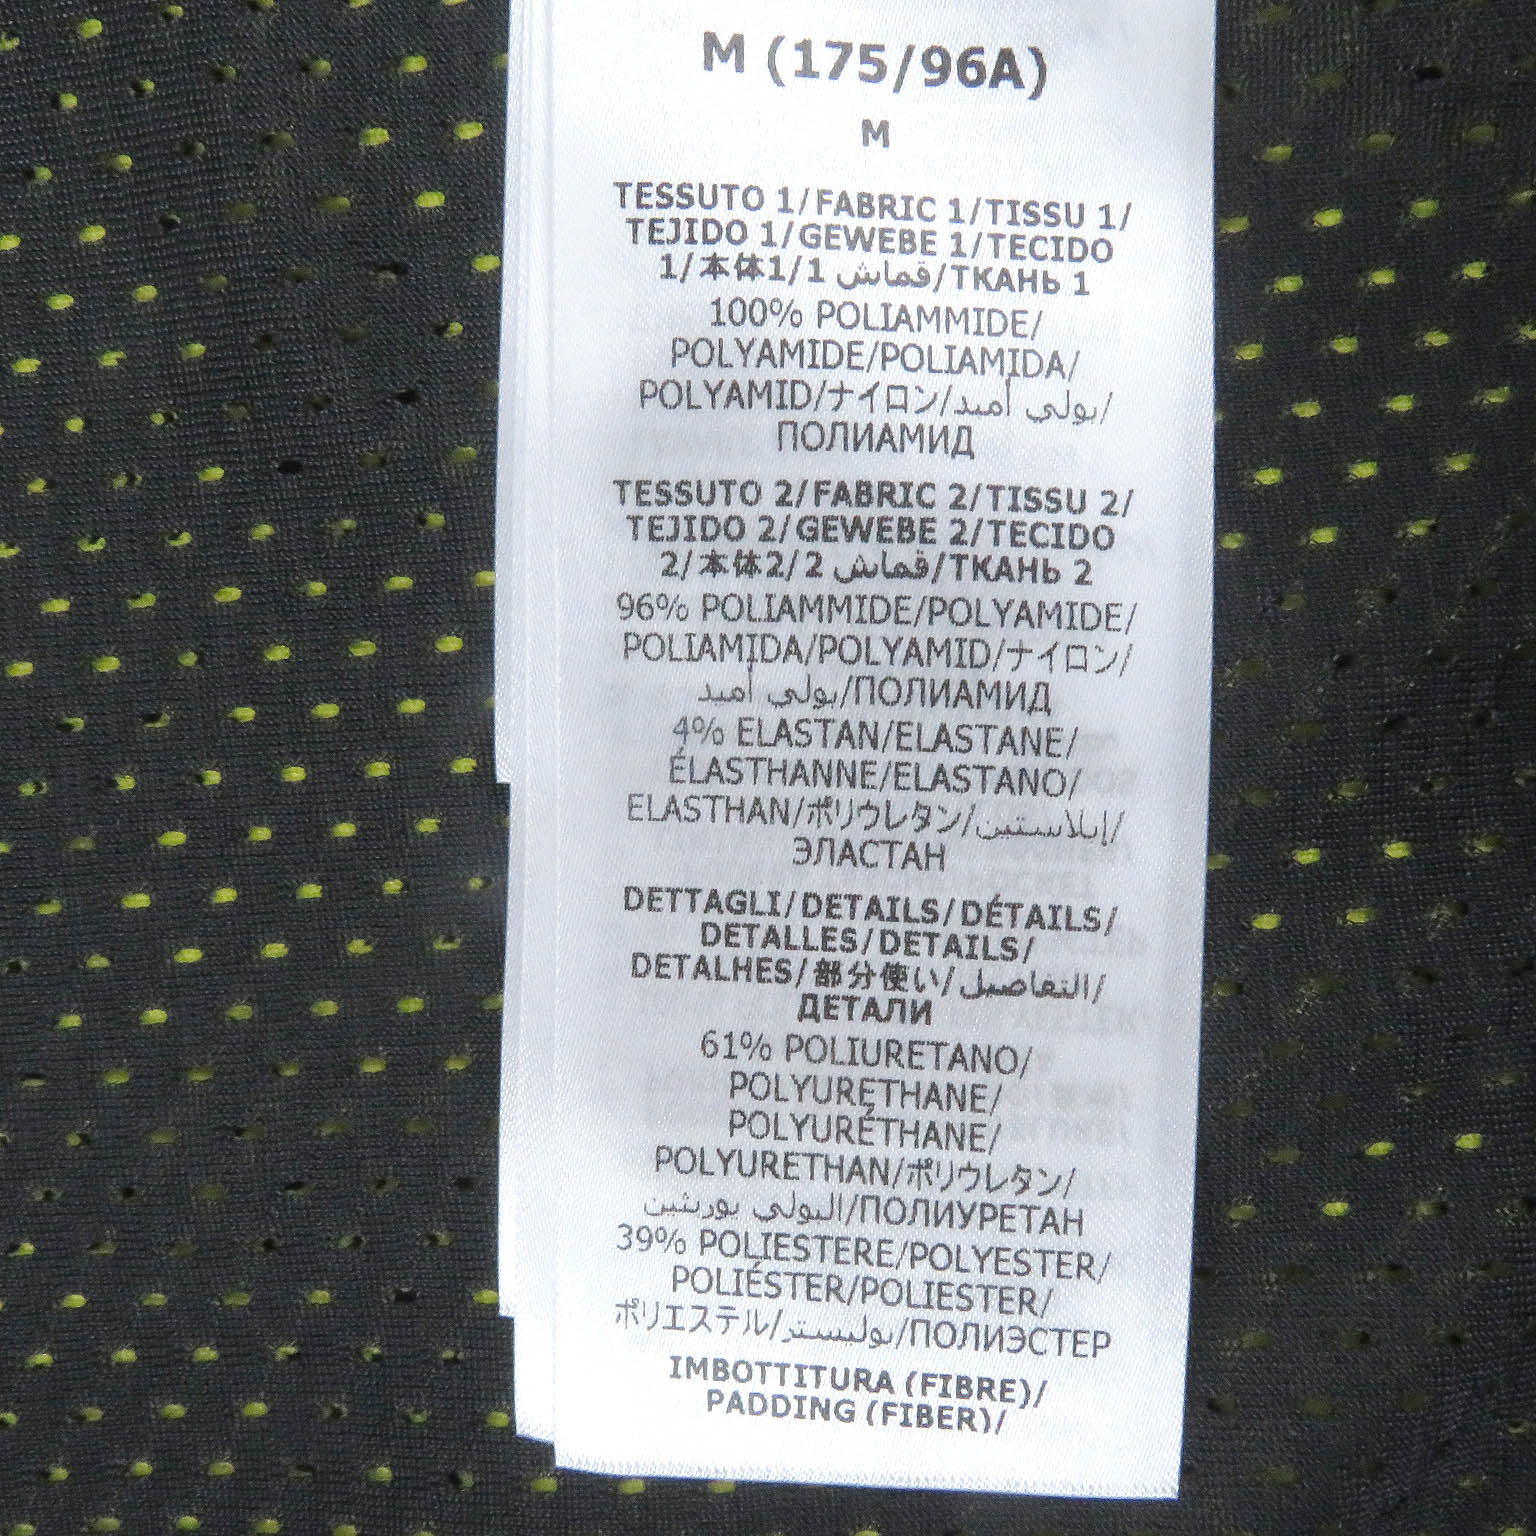 M (175/96A)
M
TESSUTO 1/FABRIC 1/TISSU 1/
TEJIDO 1/GEWEBE 1/TECIDO
1/本体1/1 قماش/ТКАНЬ 1
100% POLIAMMIDE/
POLYAMIDE/POLIAMIDA/
POLYAMID/ナイロン/بولي أميد/
ПОЛИАМИД
TESSUTO 2/FABRIC 2/TISSU 2/
TEJIDO 2/GEWEBE 2/TECIDO
2/本体2/2 قماش/ТКАНЬ 2
96% POLIAMMIDE/POLYAMIDE/
POLIAMIDA/POLYAMID/ナイロン/
بولي أميد/ПОЛИАМИД
4% ELASTAN/ELASTANE/
ÉLASTHANNE/ELASTANO/
ELASTHAN/ポリウレタン/إيلاستين/
ЭЛАСТАН
DETTAGLI/DETAILS/DÉTAILS/
DETALLES/DETAILS/
DETALHES/部分使い/التفاصيل/
ДЕТАЛИ
61% POLIURETANO/
POLYURETHANE/
POLYURÉTHANE/
POLYURETHAN/ポリウレタン/
البولي يورثين/ПОЛИУРЕТАН
39% POLIESTERE/POLYESTER/
POLIÉSTER/POLIESTER/
ポリエステル/بوليستر/ПОЛИЭСТЕР
IMBOTTITURA (FIBRE)/
PADDING (FIBER)/